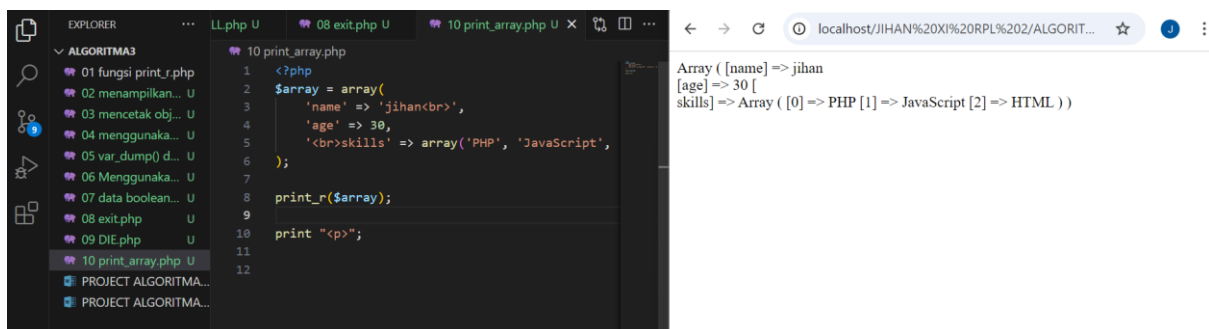 EXPLORER ...
ALGORITMA3
01 fungsi print_r.php
02 menampilkan... U
03 mencetak obj... U
04 menggunaka... U
05 var_dump() d... U
06 Menggunaka... U
07 data boolean... U
08 exit.php U
09 DIE.php U
10 print_array.php U
PROJECT ALGORITMA...
PROJECT ALGORITMA...
9
LL.php U 08 exit.php U 10 print_array.php U
10 print_array.php
1 <?php
2 $array = array(
3 'name' => 'jihan<br>',
4 'age' => 30,
5 '<br>skills' => array('PHP', 'JavaScript',
6 );
7
8 print_r($array);
9
10 print "<p>";
11
12
localhost/JIHAN%20XI%20RPL%202/ALGORIT...
J
Array ( [name] => jihan
[age] => 30 [
skills] => Array ( [0] => PHP [1] => JavaScript [2] => HTML ) )